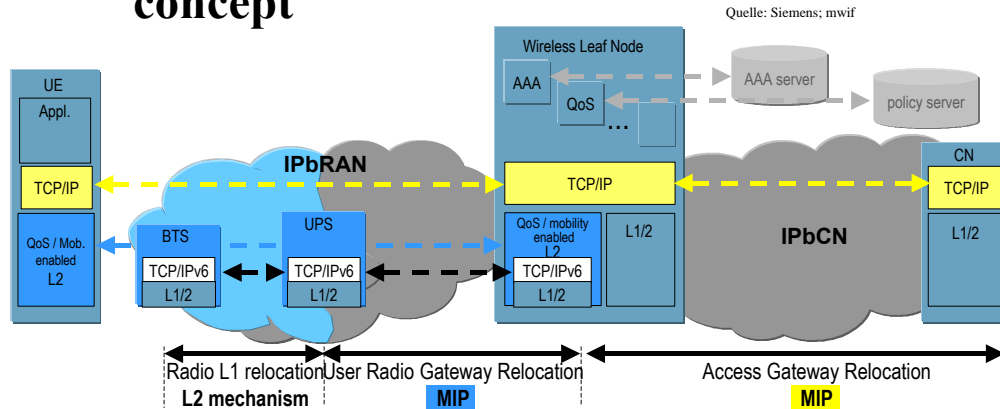 concept
Quelle: Siemens; mwif
Wireless Leaf Node
UE
Appl.
AAA
QoS
...
AAA server
policy server
IPbRAN
CN
TCP/IP
TCP/IP
TCP/IP
QoS / Mob.
enabled
L2
BTS
UPS
QoS / mobility
enabled
L2
L1/2
IPbCN
L1/2
TCP/IPv6
TCP/IPv6
TCP/IPv6
L1/2
L1/2
L1/2
Radio L1 relocation
User Radio Gateway Relocation
Access Gateway Relocation
L2 mechanism
MIP
MIP